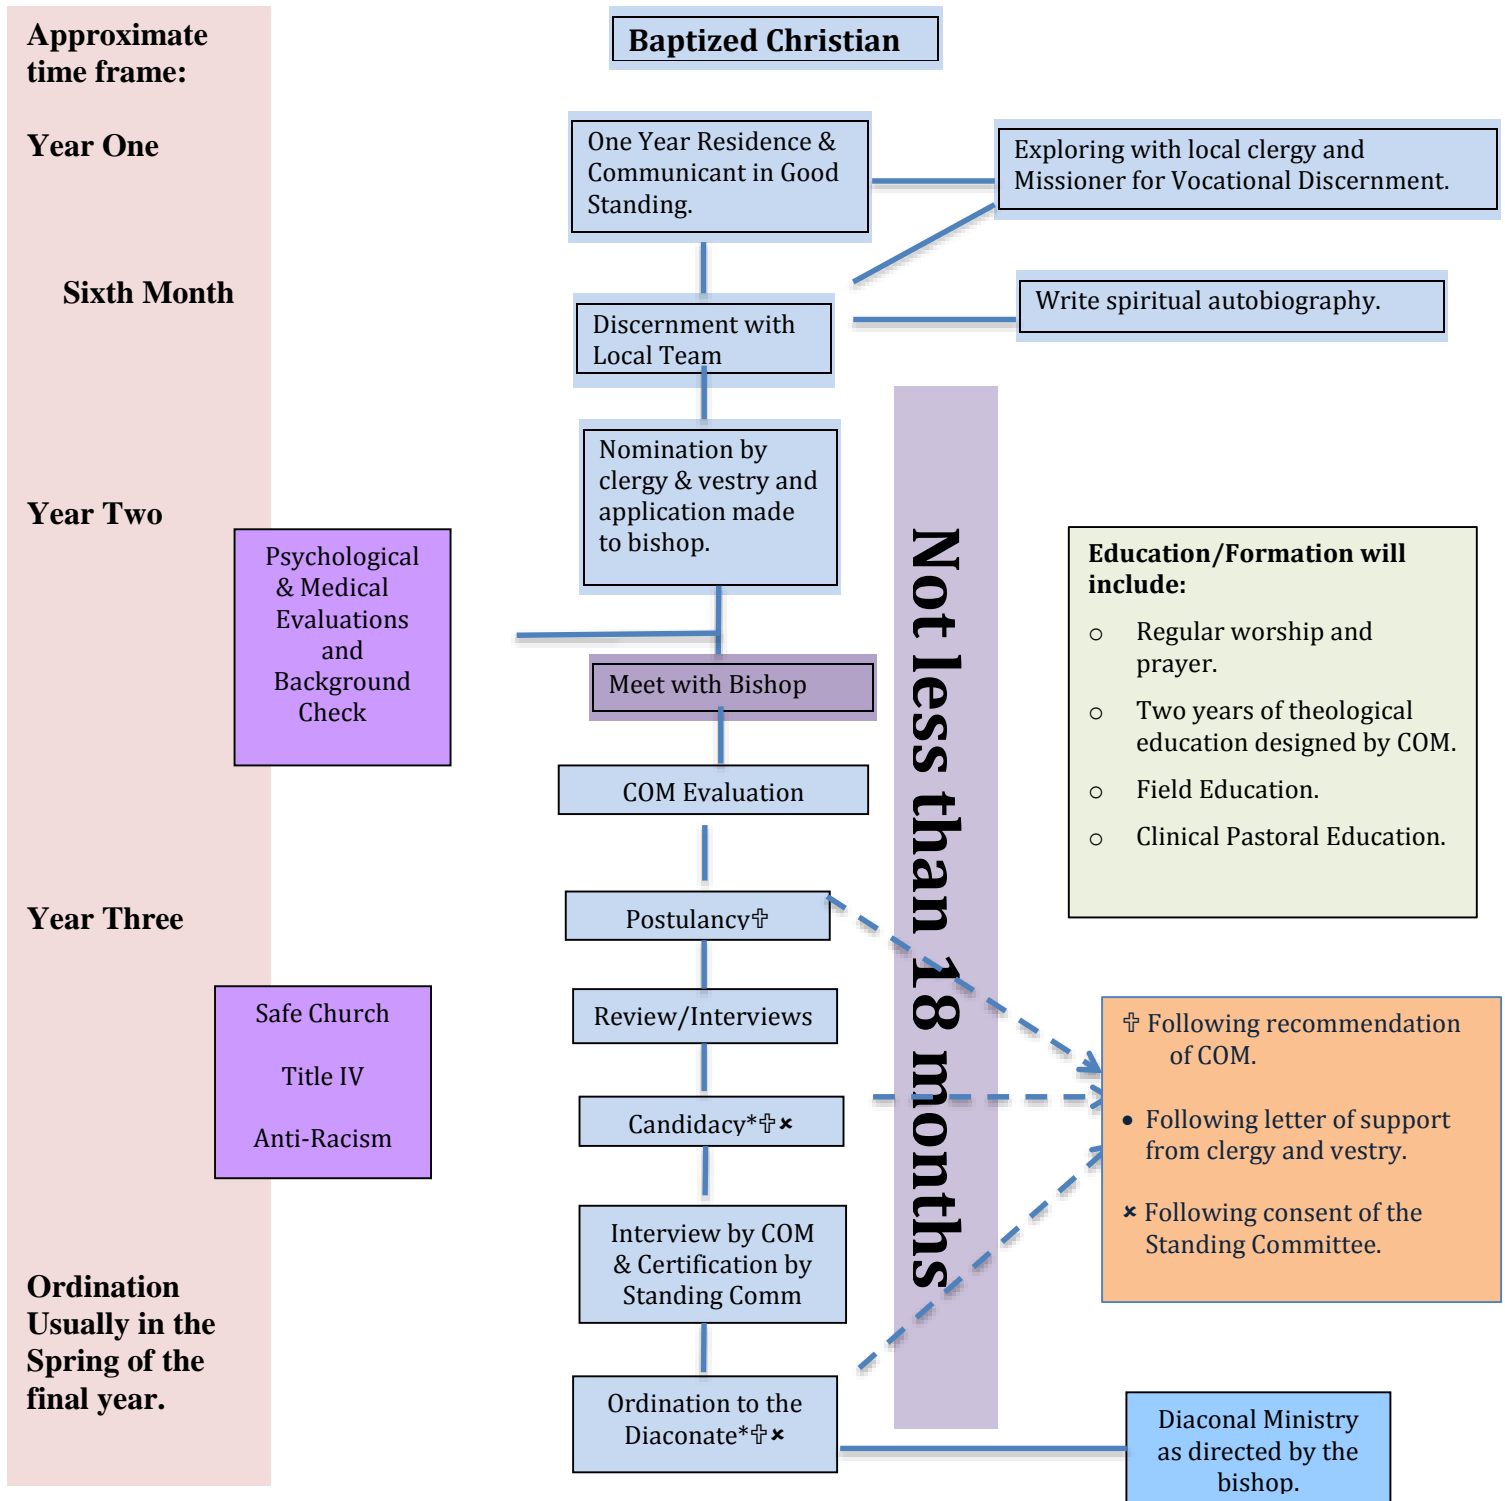 Approximate
time frame:
Baptized Christian
Year One
One Year Residence &
Communicant in Good
Standing.
Exploring with local clergy and
Missioner for Vocational Discernment.
Sixth Month
Write spiritual autobiography.
Discernment with
Local Team
Nomination by
clergy & vestry and
application made
to bishop.
Year Two
Psychological
& Medical
Evaluations
and
Background
Check
Not less than 18 months
Education/Formation will
include:
o Regular worship and
prayer.
o Two years of theological
education designed by COM.
o Field Education.
o Clinical Pastoral Education.
Meet with Bishop
COM Evaluation
Year Three
Postulancy✞
Safe Church
Title IV
Anti-Racism
Review/Interviews
Candidacy*✞×
✞ Following recommendation
of COM.
• Following letter of support
from clergy and vestry.
× Following consent of the
Standing Committee.
Interview by COM
& Certification by
Standing Comm
Ordination
Usually in the
Spring of the
final year.
Ordination to the
Diaconate*✞×
Diaconal Ministry
as directed by the
bishop.